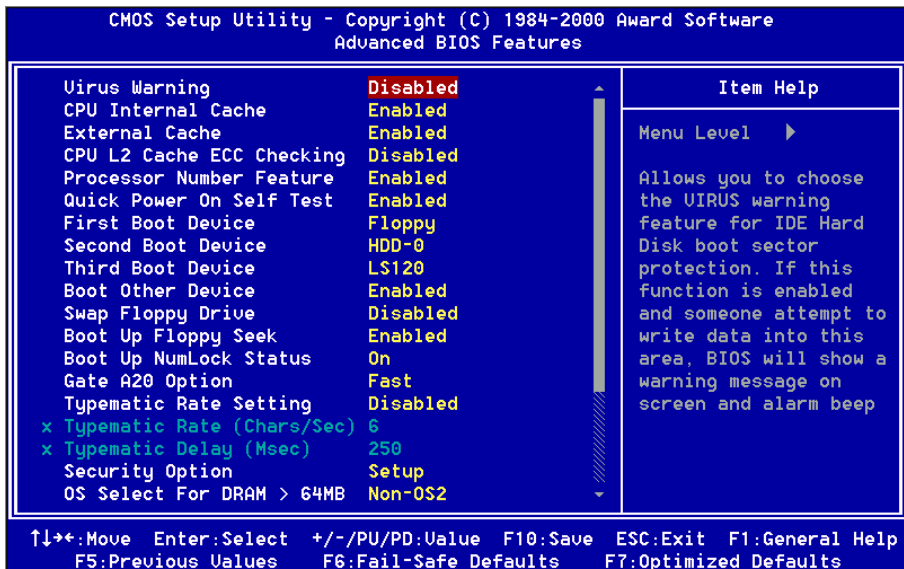 CMOS Setup Utility - Copyright (C) 1984-2000 Award Software
Advanced BIOS Features
Virus Warning Disabled
CPU Internal Cache Enabled
External Cache Enabled
CPU L2 Cache ECC Checking Disabled
Processor Number Feature Enabled
Quick Power On Self Test Enabled
First Boot Device Floppy
Second Boot Device HDD-0
Third Boot Device LS120
Boot Other Device Enabled
Swap Floppy Drive Disabled
Boot Up Floppy Seek Enabled
Boot Up NumLock Status On
Gate A20 Option Fast
Typematic Rate Setting Disabled
x Typematic Rate (Chars/Sec) 6
x Typematic Delay (Msec) 250
Security Option Setup
OS Select For DRAM > 64MB Non-OS2
Item Help
Menu Level ▶
Allows you to choose
the VIRUS warning
feature for IDE Hard
Disk boot sector
protection. If this
function is enabled
and someone attempt to
write data into this
area, BIOS will show a
warning message on
screen and alarm beep
↑↓→←:Move Enter:Select +/-/PU/PD:Value F10:Save ESC:Exit F1:General Help
F5:Previous Values F6:Fail-Safe Defaults F7:Optimized Defaults